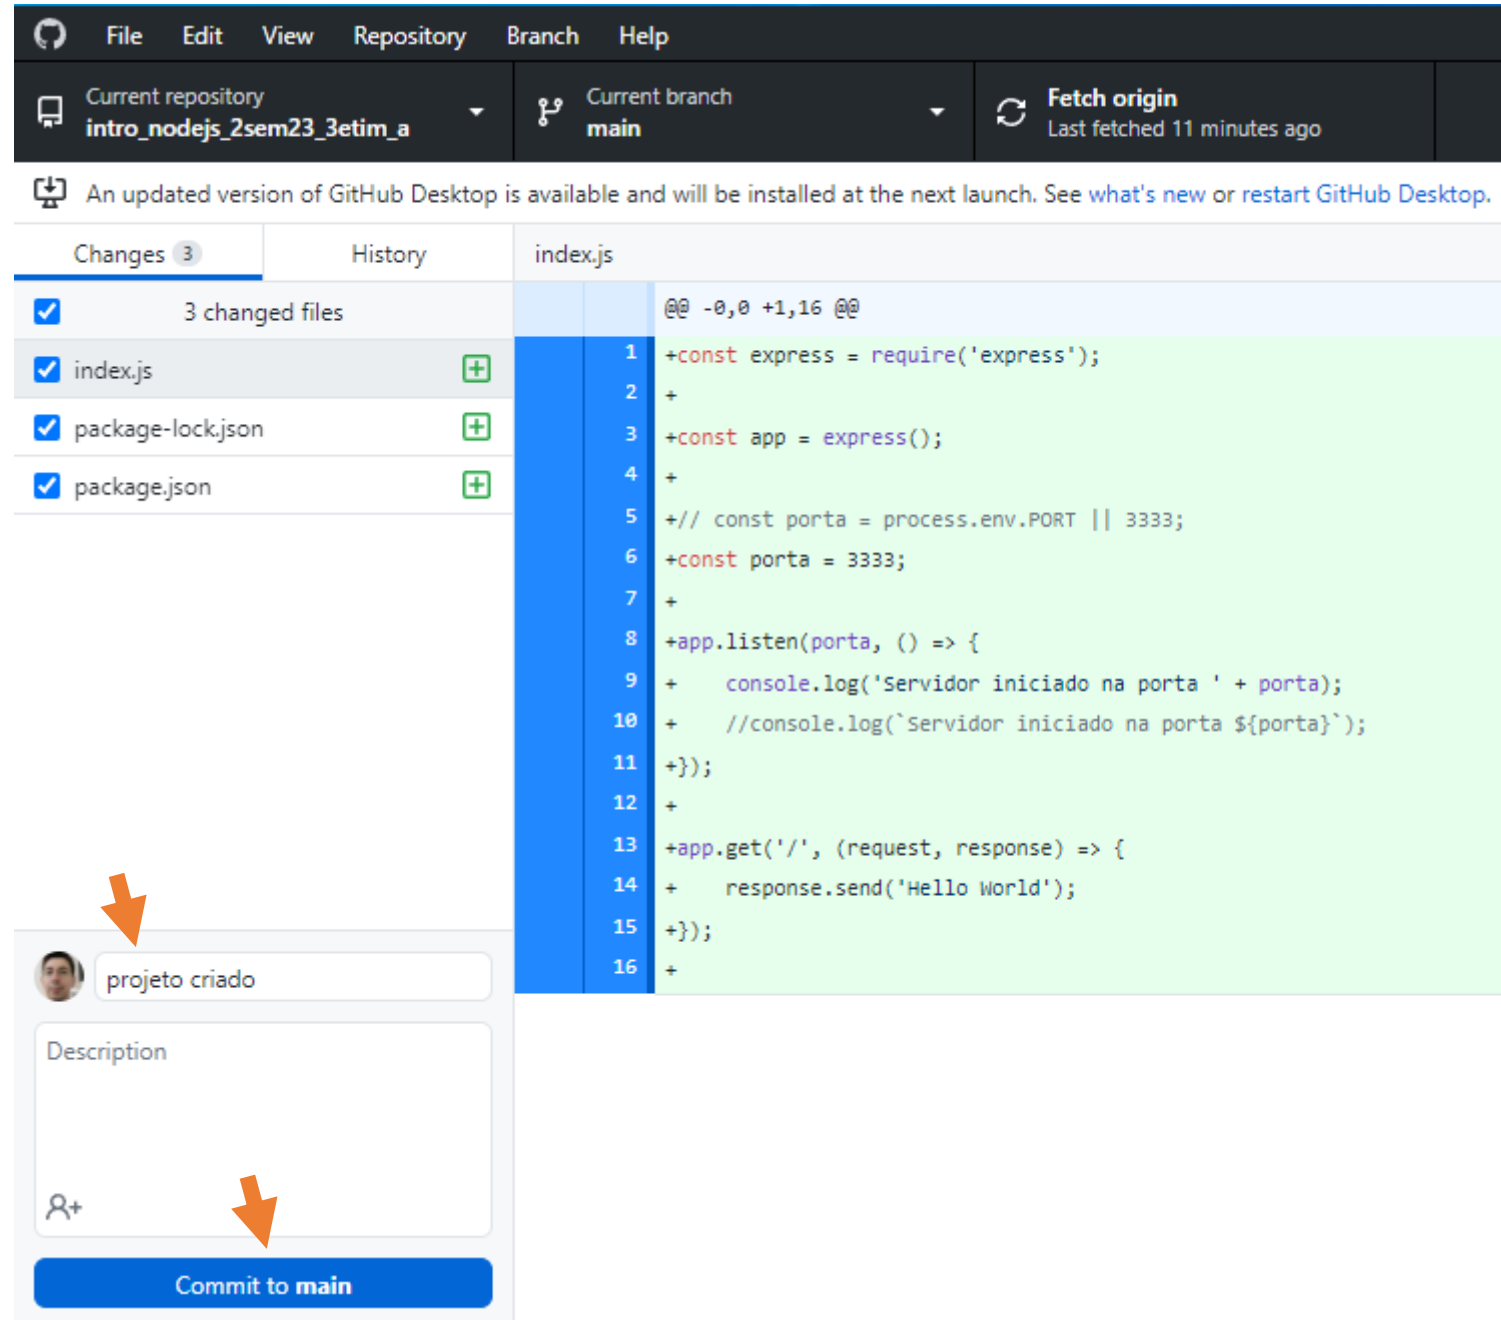 File Edit View Repository Branch Help
Current repository
intro_nodejs_2sem23_3etim_a
Current branch
main
Fetch origin
Last fetched 11 minutes ago
An updated version of GitHub Desktop is available and will be installed at the next launch. See what's new or restart GitHub Desktop.
Changes 3 History
3 changed files
index.js
package-lock.json
package.json
projeto criado
Description
Commit to main
index.js
@@ -0,0 +1,16 @@
1 +const express = require('express');
2 +
3 +const app = express();
4 +
5 +// const porta = process.env.PORT || 3333;
6 +const porta = 3333;
7 +
8 +app.listen(porta, () => {
9 +    console.log('Servidor iniciado na porta ' + porta);
10 +    //console.log(`Servidor iniciado na porta ${porta}`);
11 +});
12 +
13 +app.get('/', (request, response) => {
14 +    response.send('Hello World');
15 +});
16 +